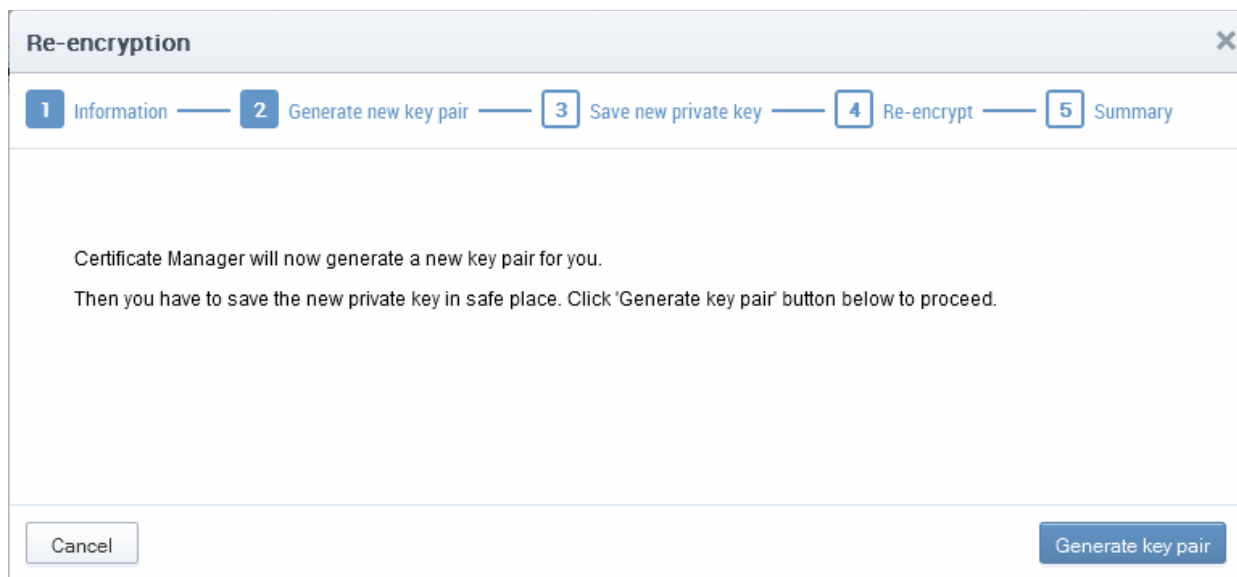 Re-encryption
1 Information 2 Generate new key pair 3 Save new private key 4 Re-encrypt 5 Summary
Certificate Manager will now generate a new key pair for you.
Then you have to save the new private key in safe place. Click 'Generate key pair' button below to proceed.
Cancel Generate key pair